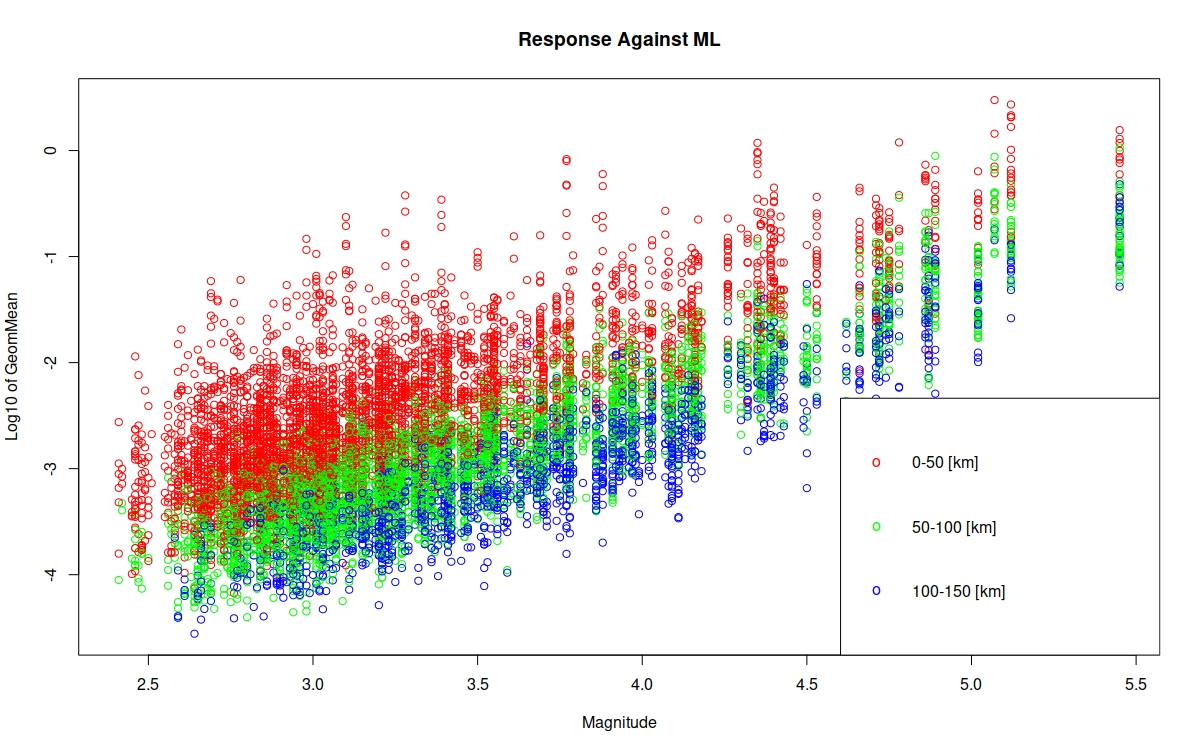 Response Against ML
Log10 of GeomMean
0
-1
-2
-3
-4
0-50 [km]
50-100 [km]
100-150 [km]
2.5 3.0 3.5 4.0 4.5 5.0 5.5
Magnitude